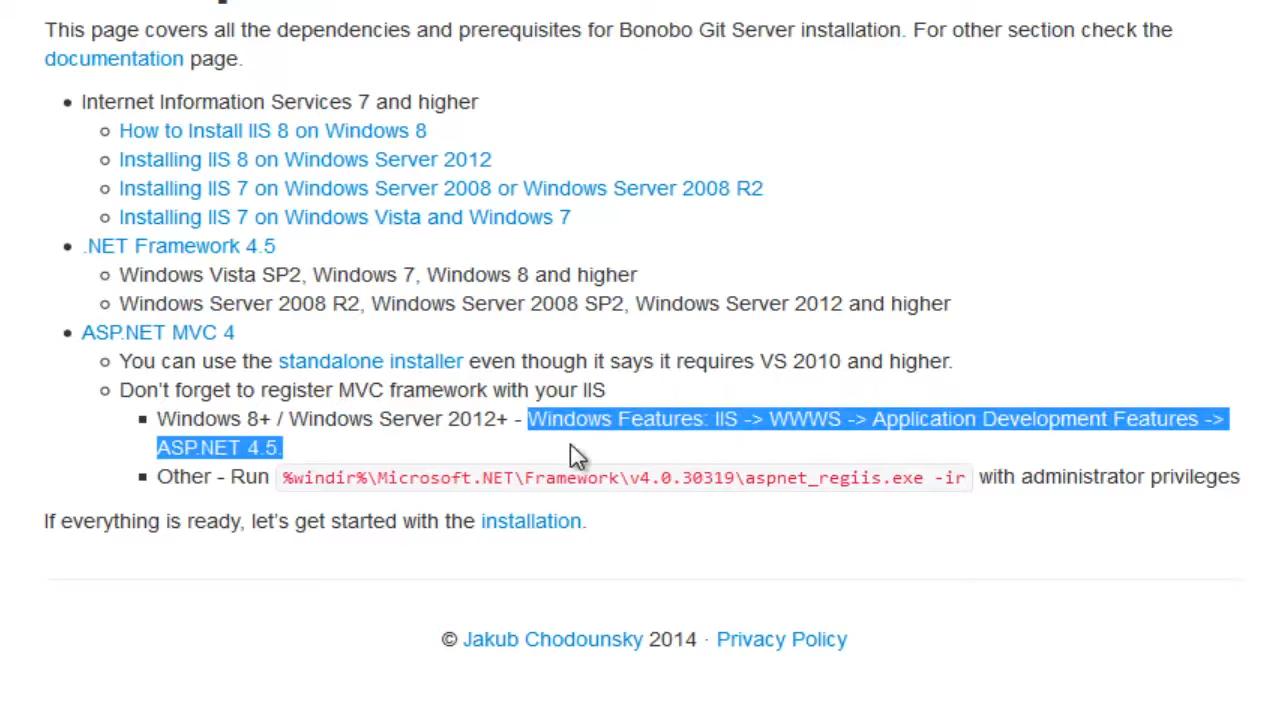 This page covers all the dependencies and prerequisites for Bonobo Git Server installation. For other section check the
documentation page.
Internet Information Services 7 and higher
How to Install IIS 8 on Windows 8
Installing IIS 8 on Windows Server 2012
Installing IIS 7 on Windows Server 2008 or Windows Server 2008 R2
Installing IIS 7 on Windows Vista and Windows 7
.NET Framework 4.5
Windows Vista SP2, Windows 7, Windows 8 and higher
Windows Server 2008 R2, Windows Server 2008 SP2, Windows Server 2012 and higher
ASP.NET MVC 4
You can use the standalone installer even though it says it requires VS 2010 and higher.
Don't forget to register MVC framework with your IIS
Windows 8+ / Windows Server 2012+ - Windows Features: IIS -> WWWS -> Application Development Features ->
ASP.NET 4.5.
Other - Run %windir%\Microsoft.NET\Framework\v4.0.30319\aspnet_regiis.exe -ir with administrator privileges
If everything is ready, let's get started with the installation.
© Jakub Chodounsky 2014 · Privacy Policy